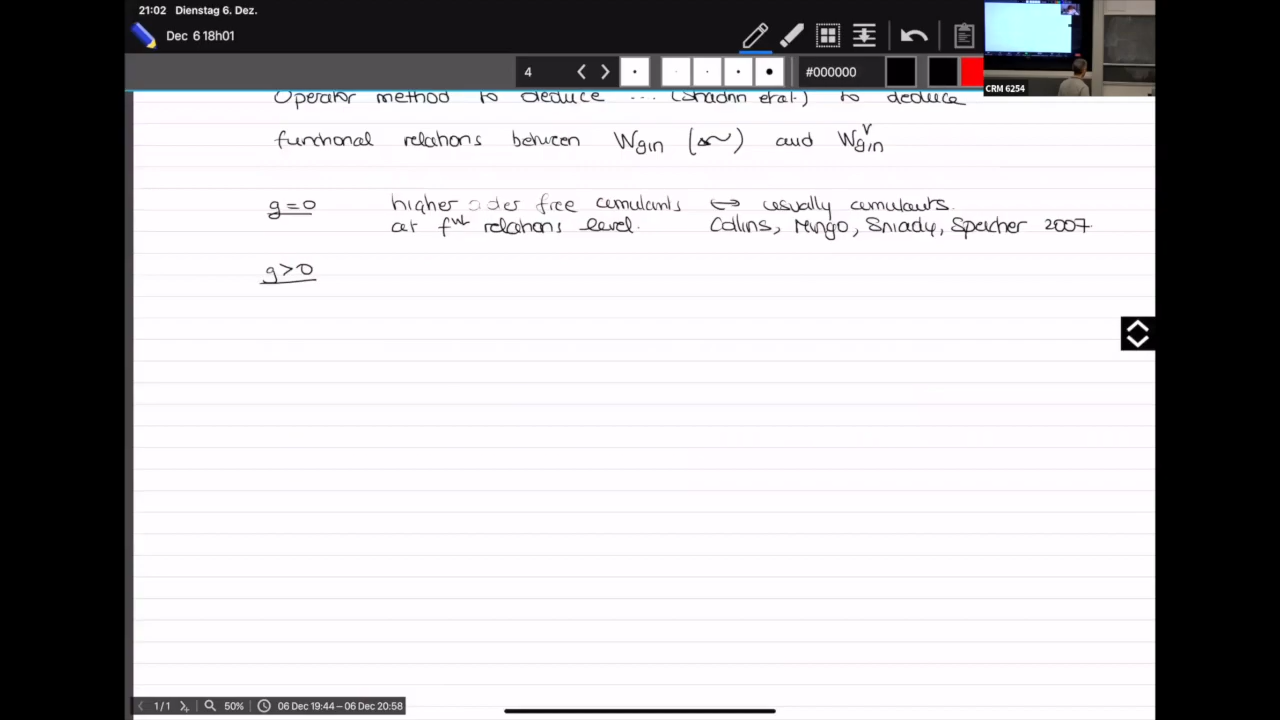 21:02 Dienstag 6. Dez.
Dec 6 18h01
4 #000000
CRM 6254
Operator method to deduce ... (Shadrin et al.) to deduce
functional relations between Wg,n (~) and Wg,n^v
g=0 higher order free cumulants ↔ usually cumulants.
at f^nl relations level. Collins, Mingo, Sniady, Speicher 2007
g>0
1/1 50% 06 Dec 19:44 – 06 Dec 20:58